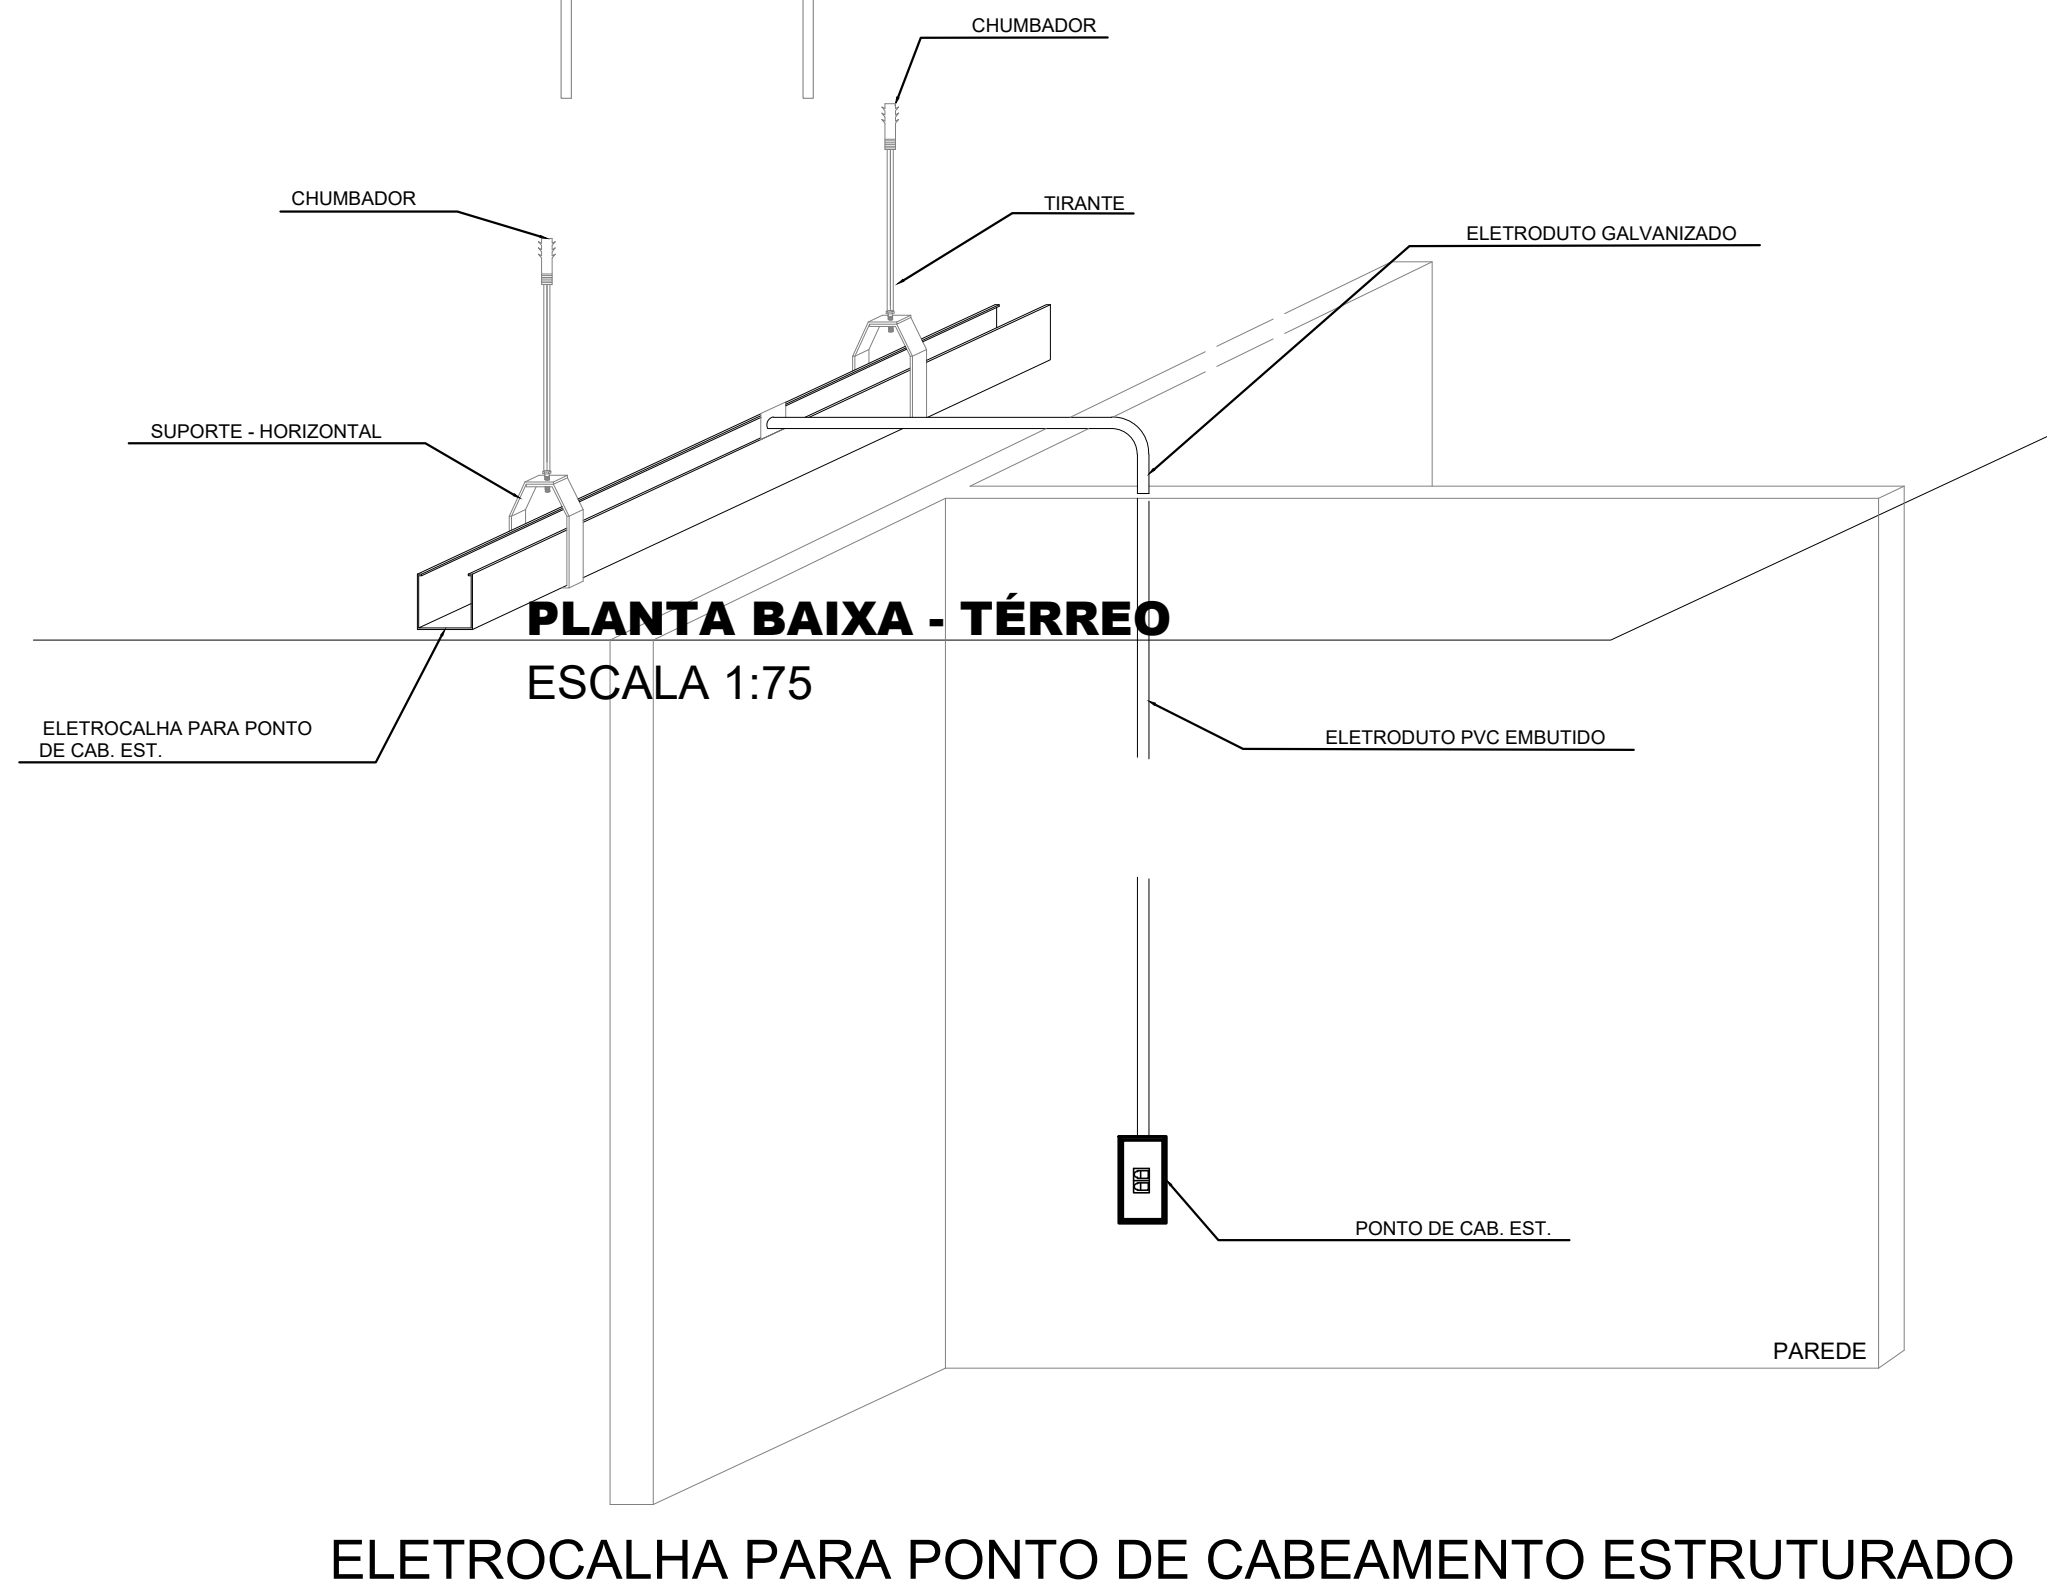 CHUMBADOR
CHUMBADOR
TIRANTE
ELETRODUTO GALVANIZADO
SUPORTE - HORIZONTAL
PLANTA BAIXA - TÉRREO
ESCALA 1:75
ELETROCALHA PARA PONTO
DE CAB. EST.
ELETRODUTO PVC EMBUTIDO
PONTO DE CAB. EST.
PAREDE
ELETROCALHA PARA PONTO DE CABEAMENTO ESTRUTURADO